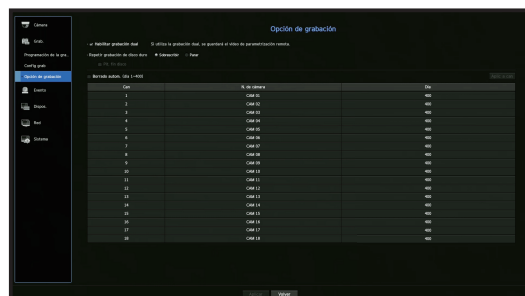 Opción de grabación
Cámara
Grab.
Programación de la gra...
Config grab
Opción de grabación
Evento
Dispos.
Red
Sistema
Habilitar grabación dual Si utiliza la grabación dual, se guardará el vídeo de parametrización remota.
Repetir grabación de disco duro Sobrescribir Parar
Borrado autom. (día 1~400)
Can N. de cámara Día
1 CAM 01 400
2 CAM 02 400
3 CAM 03 400
4 CAM 04 400
5 CAM 05 400
6 CAM 06 400
7 CAM 07 400
8 CAM 08 400
9 CAM 09 400
10 CAM 10 400
11 CAM 11 400
12 CAM 12 400
13 CAM 13 400
14 CAM 14 400
15 CAM 15 400
16 CAM 16 400
17 CAM 17 400
18 CAM 18 400
Volver